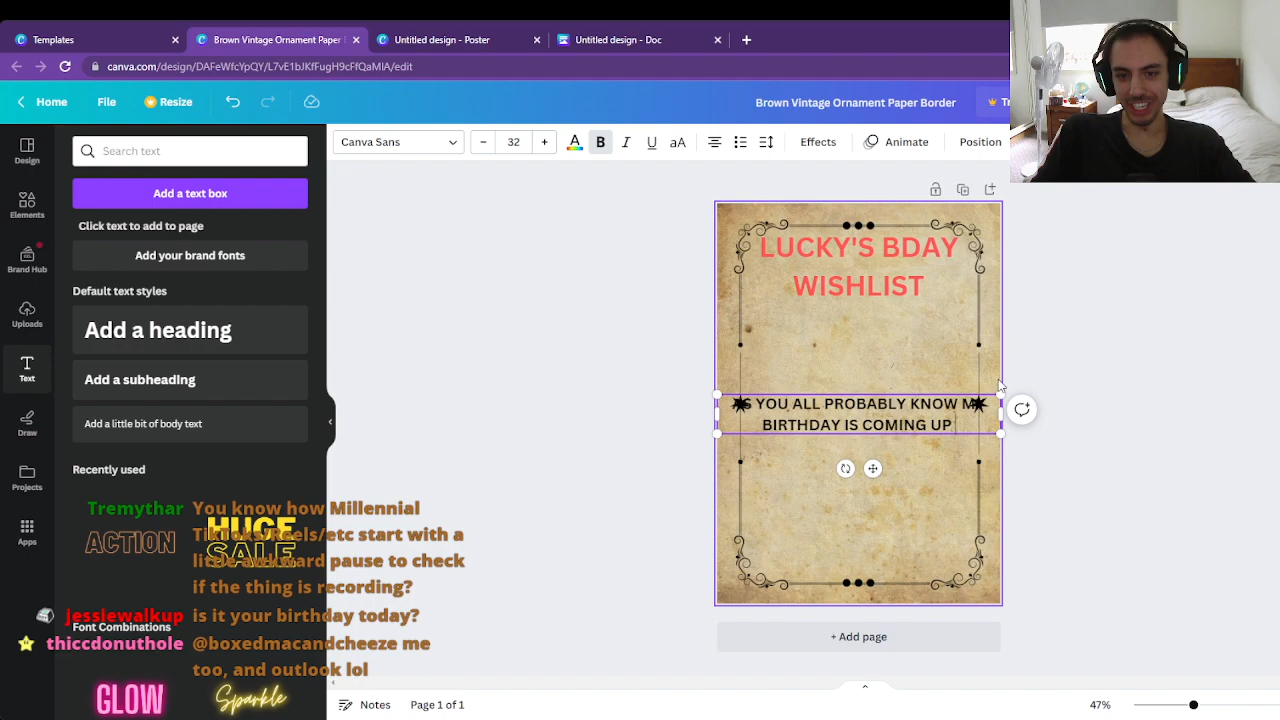 Templates
Brown Vintage Ornament Paper
Untitled design - Poster
Untitled design - Doc
canva.com/design/DAFeWfcYpQY/L7vE1bJKfFugH9cFfQaMIA/edit
Home
File
Resize
Brown Vintage Ornament Paper Border
Design
Elements
Brand Hub
Uploads
Text
Draw
Projects
Apps
Search text
Add a text box
Click text to add to page
Add your brand fonts
Default text styles
Add a heading
Add a subheading
Add a little bit of body text
Recently used
ACTION
HUGE
SALE
Font Combinations
GLOW
Sparkle
Tremythar You know how Millennial
TikToks/Reels/etc start with a
little awkward pause to check
if the thing is recording?
jesslewalkup is it your birthday today?
thiccdonuthole @boxedmacandcheeze me
too, and outlook lol
Canva Sans
32
A
B
I
U
aA
Effects
Animate
Position
LUCKY'S BDAY
WISHLIST
AS YOU ALL PROBABLY KNOW MY
BIRTHDAY IS COMING UP
+ Add page
Notes
Page 1 of 1
47%